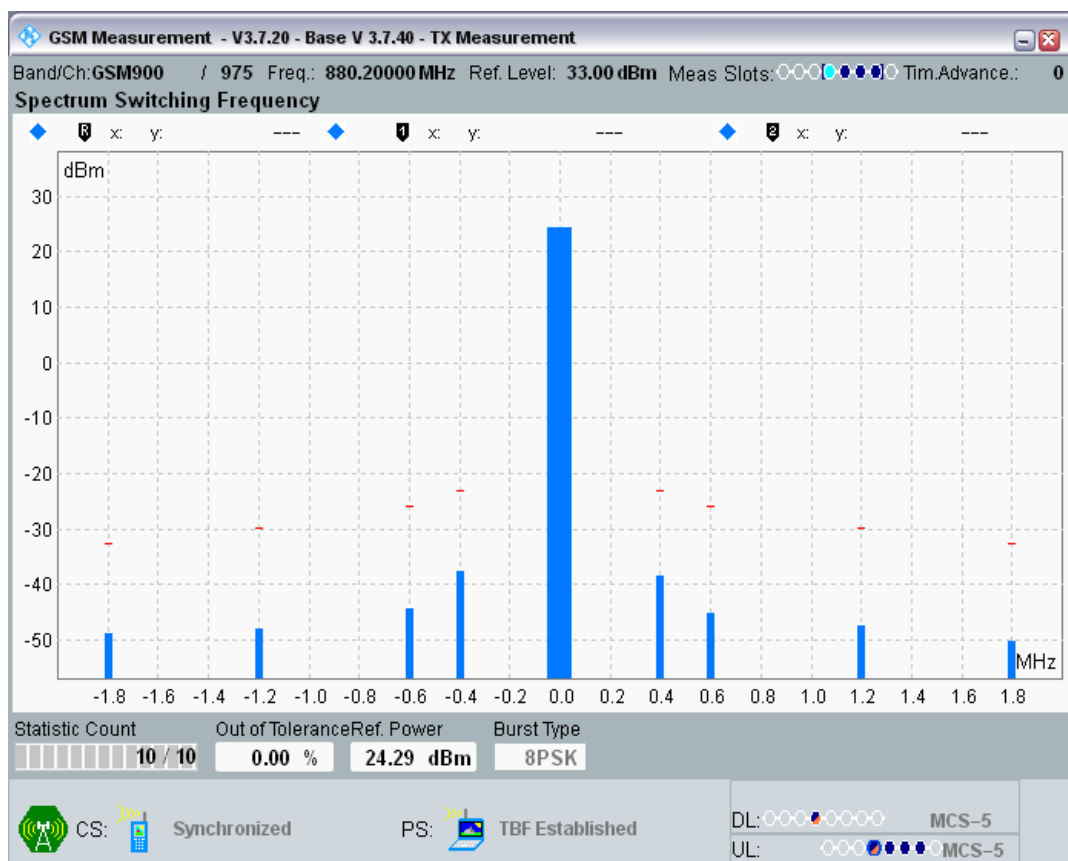 GSM Measurement - V3.7.20 - Base V 3.7.40 - TX Measurement
Band/Ch:GSM900 / 975 Freq.: 880.20000 MHz Ref. Level: 33.00 dBm Meas Slots: Tim.Advance.: 0
Spectrum Switching Frequency
R x: y: --- 1 x: y: --- 2 x: y: ---
dBm
30
20
10
0
-10
-20
-30
-40
-50
MHz
-1.8 -1.6 -1.4 -1.2 -1.0 -0.8 -0.6 -0.4 -0.2 0.0 0.2 0.4 0.6 0.8 1.0 1.2 1.4 1.6 1.8
Statistic Count Out of Tolerance Ref. Power Burst Type
10 / 10 0.00 % 24.29 dBm 8PSK
CS: Synchronized PS: TBF Established DL: MCS-5
UL: MCS-5